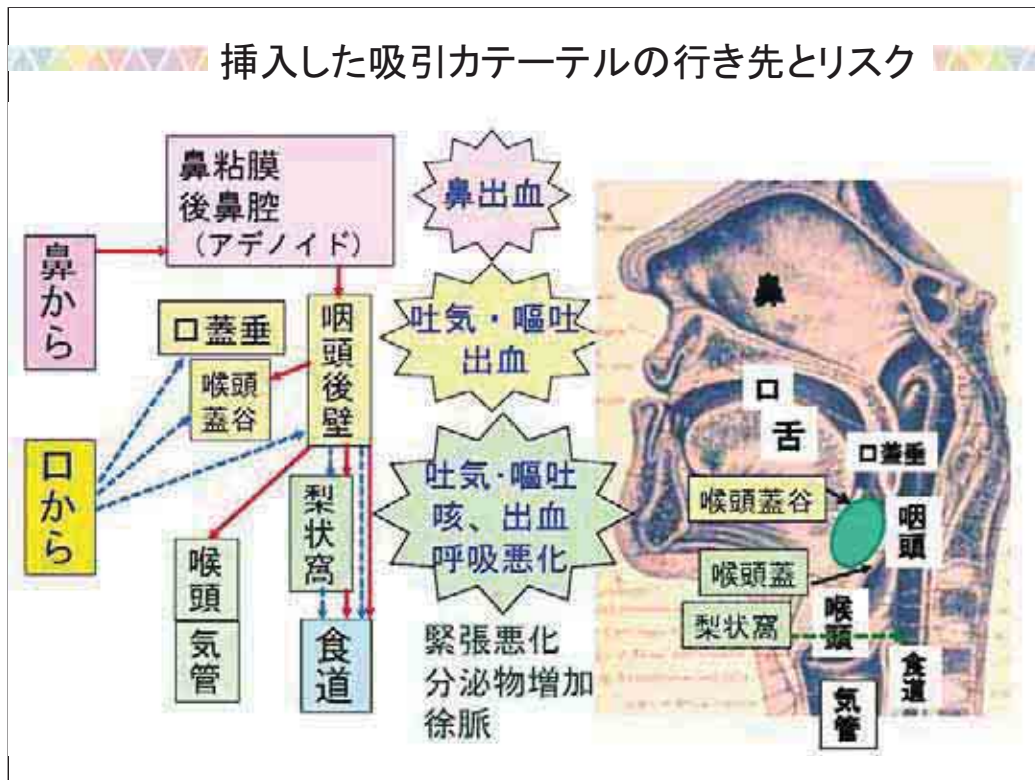 挿入した吸引カテーテルの行き先とリスク
鼻粘膜
後鼻腔
（アデノイド）
鼻から
口から
口蓋垂
喉頭
蓋谷
咽頭後壁
梨状窩
喉頭
気管
食道
鼻出血
吐気・嘔吐
出血
吐気・嘔吐
咳、出血
呼吸悪化
緊張悪化
分泌物増加
徐脈
鼻
口
舌
口蓋垂
喉頭蓋谷
咽頭
喉頭蓋
梨状窩
喉頭
食道
気管